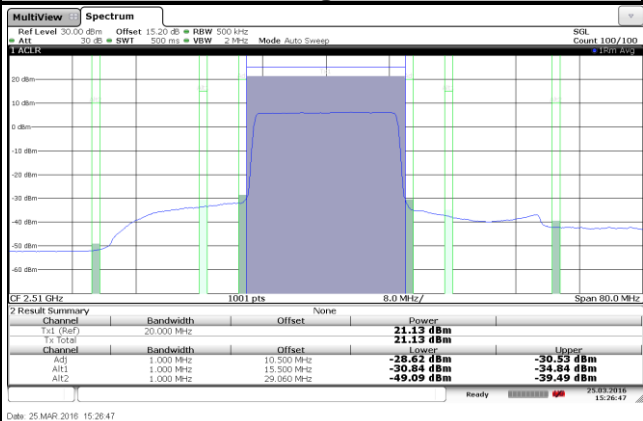 MultiView Spectrum
Ref Level 30.00 dBm Offset 15.20 dB RBW 500 kHz SGL
Att 30 dB SWT 500 ms VBW 2 MHz Mode Auto Sweep Count 100/100
1 ACLR 1Rm Avg
20 dBm
10 dBm
0 dBm
-10 dBm
-20 dBm
-30 dBm
-40 dBm
-50 dBm
-60 dBm
CF 2.51 GHz 1001 pts 8.0 MHz/ Span 80.0 MHz
2 Result Summary None
Channel Bandwidth Offset Power
Tx1 (Ref) 20.000 MHz 21.13 dBm
Tx Total 21.13 dBm
Channel Bandwidth Offset Lower Upper
Adj 1.000 MHz 10.500 MHz -28.62 dBm -30.53 dBm
Alt1 1.000 MHz 15.500 MHz -30.84 dBm -34.84 dBm
Alt2 1.000 MHz 29.060 MHz -49.09 dBm -39.49 dBm
Ready 25.03.2016
15:26:47
Date: 25.MAR.2016 15:26:47